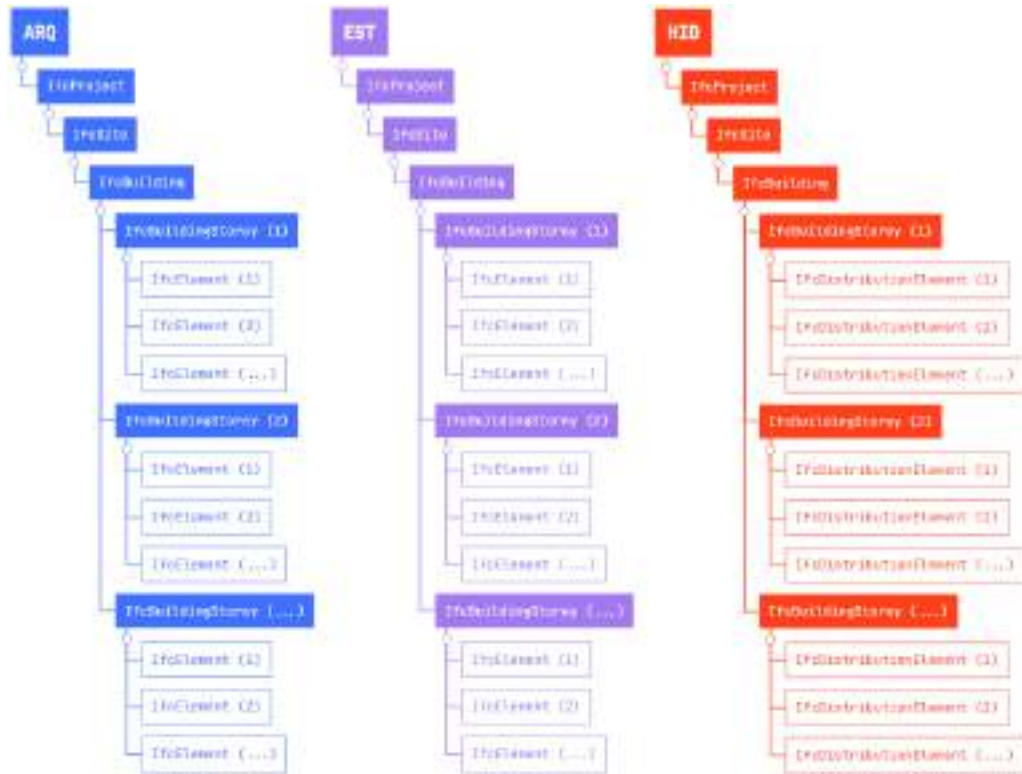 ARQ
IfcProject
IfcSite
IfcBuilding
IfcBuildingStorey (1)
IfcElement (1)
IfcElement (2)
IfcElement (...)
IfcBuildingStorey (2)
IfcElement (1)
IfcElement (2)
IfcElement (...)
IfcBuildingStorey (...)
IfcElement (1)
IfcElement (2)
IfcElement (...)
EST
IfcProject
IfcSite
IfcBuilding
IfcBuildingStorey (1)
IfcElement (1)
IfcElement (2)
IfcElement (...)
IfcBuildingStorey (2)
IfcElement (1)
IfcElement (2)
IfcElement (...)
IfcBuildingStorey (...)
IfcElement (1)
IfcElement (2)
IfcElement (...)
HID
IfcProject
IfcSite
IfcBuilding
IfcBuildingStorey (1)
IfcDistributionElement (1)
IfcDistributionElement (2)
IfcDistributionElement (...)
IfcBuildingStorey (2)
IfcDistributionElement (1)
IfcDistributionElement (2)
IfcDistributionElement (...)
IfcBuildingStorey (...)
IfcDistributionElement (1)
IfcDistributionElement (2)
IfcDistributionElement (...)